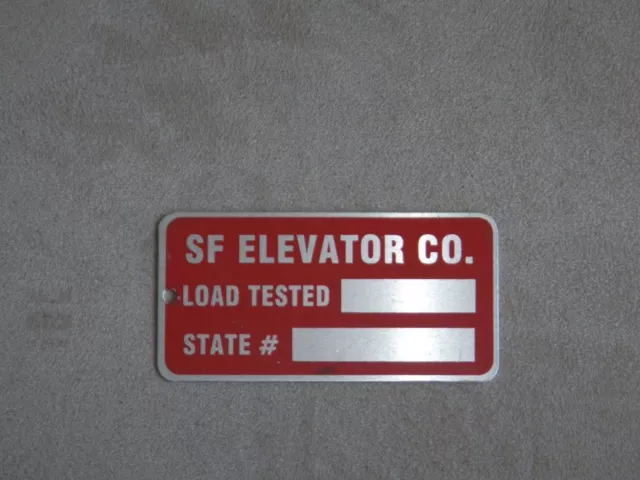 SF ELEVATOR CO.
LOAD TESTED
STATE #